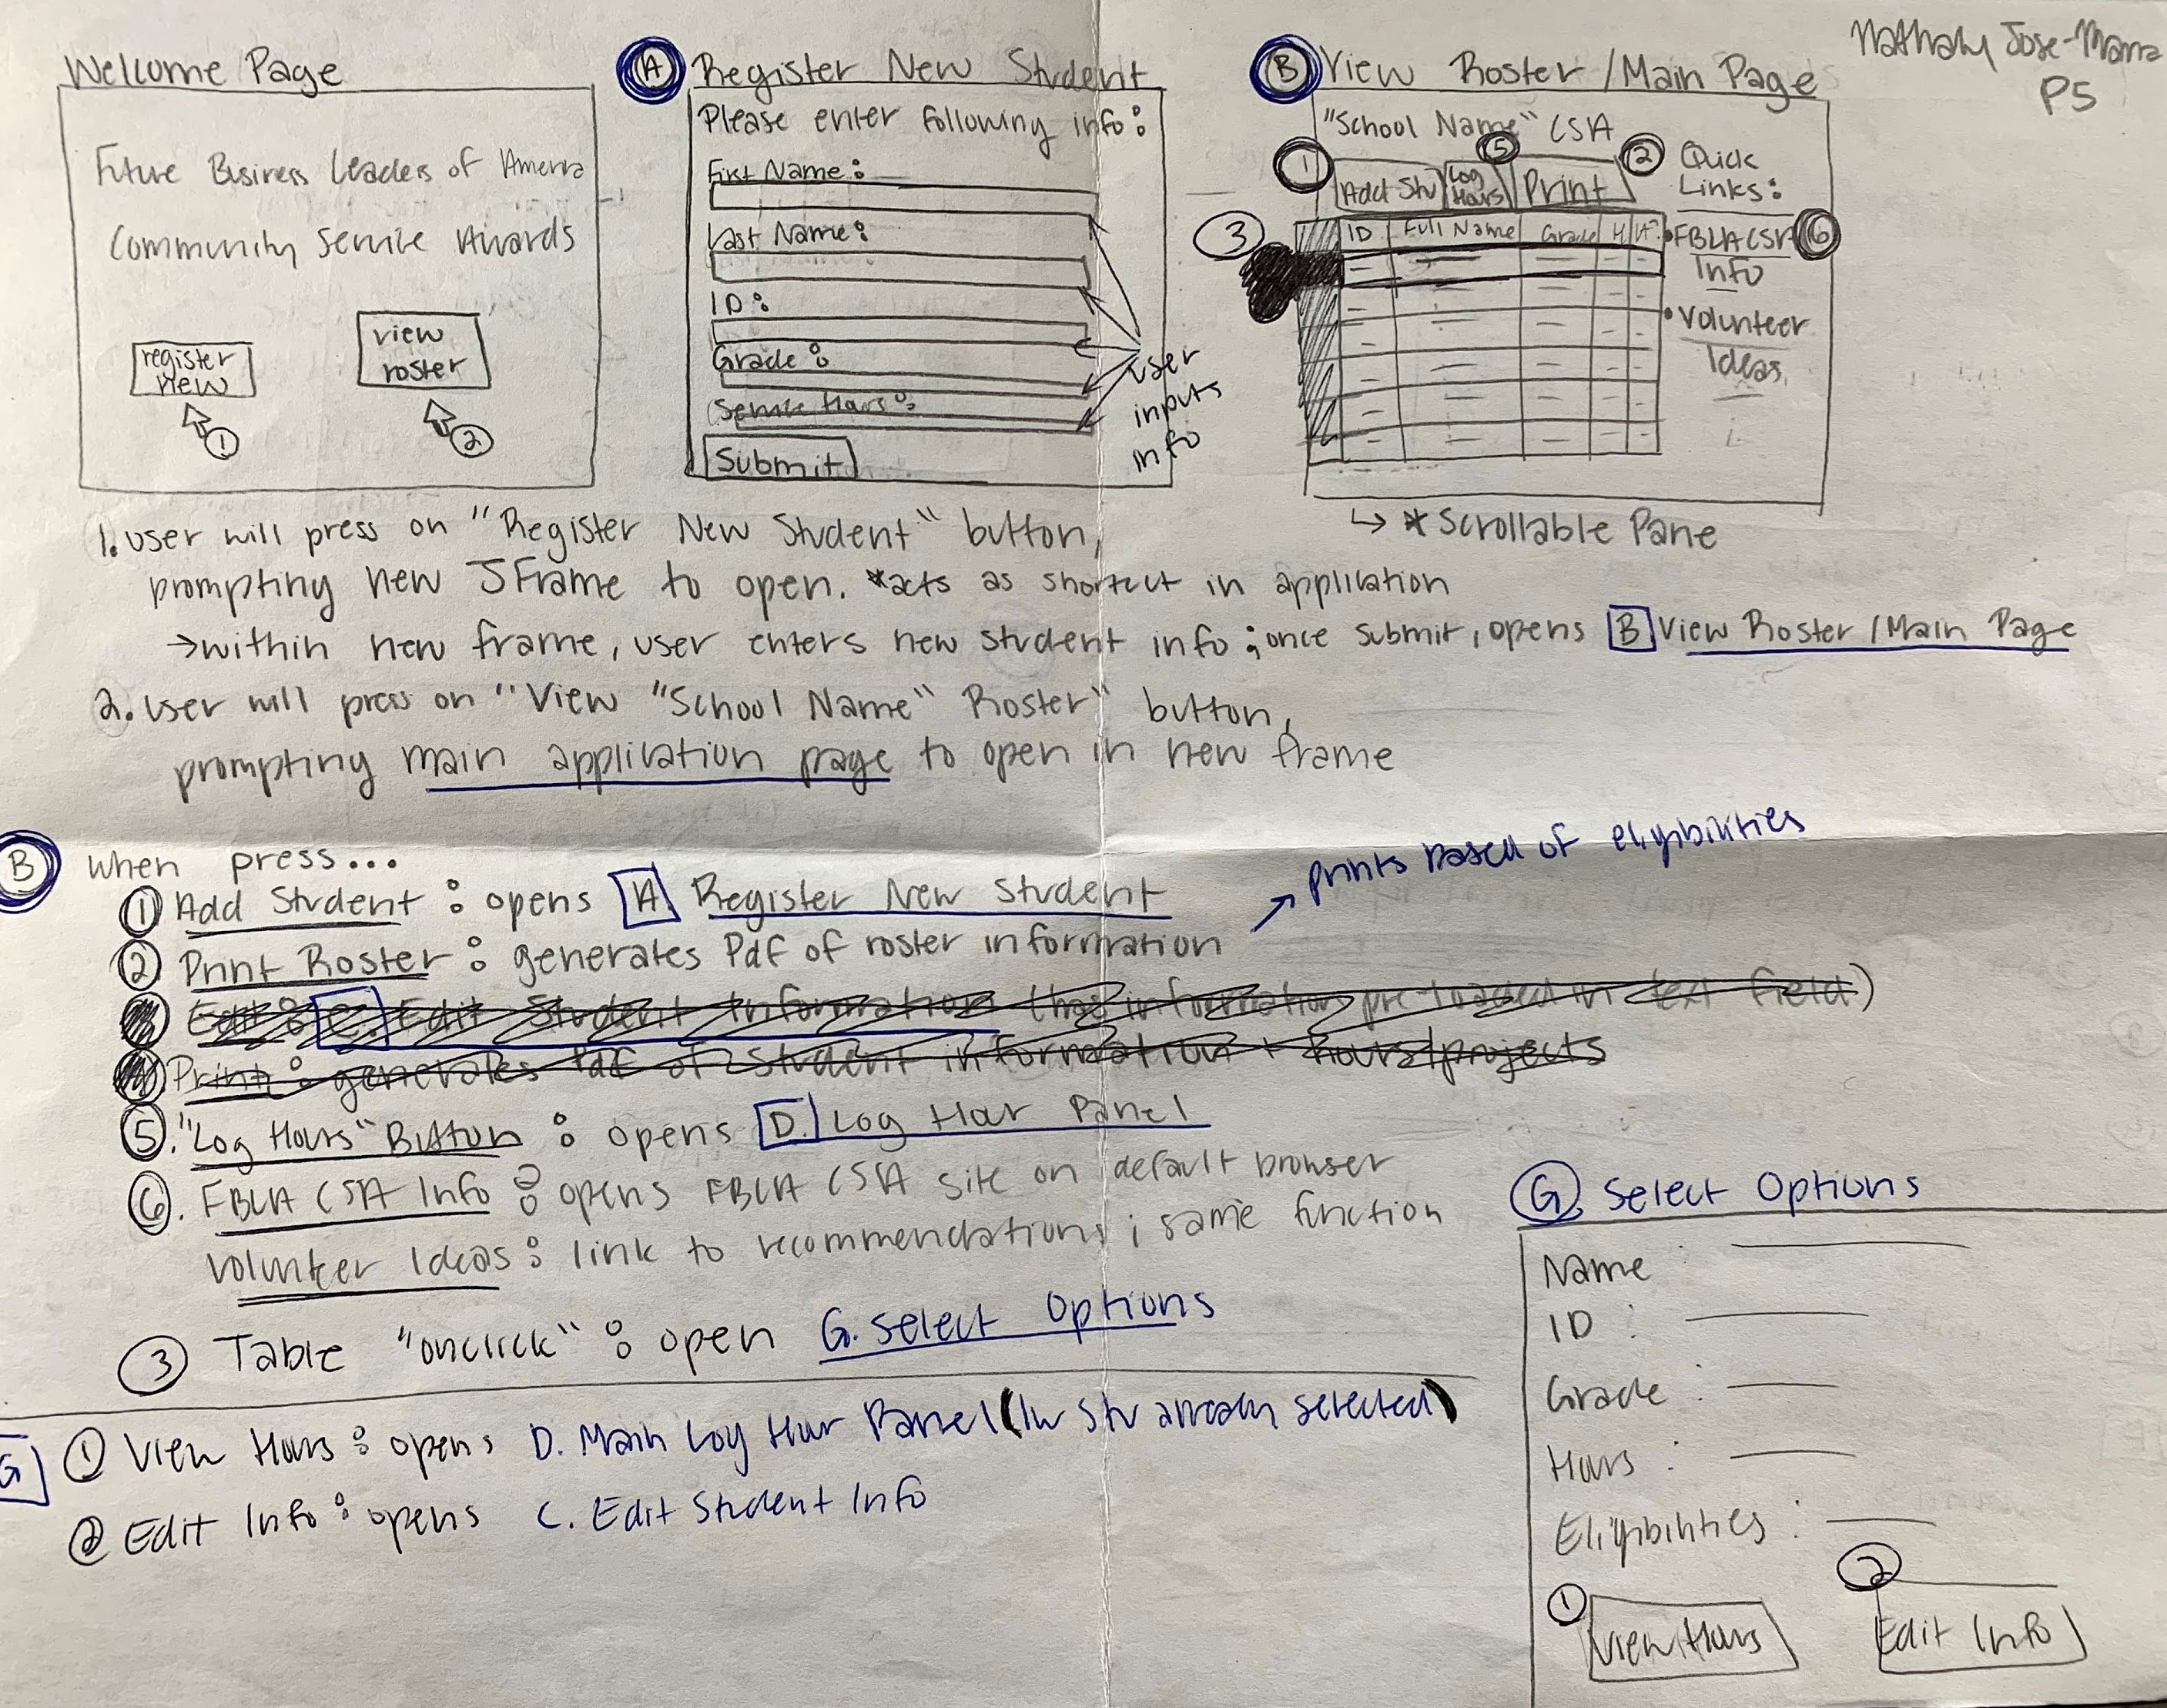 Nathaly Jose-Maria
P5
Welcome Page
Future Business Leaders of America
Community Service Awards
register
new
view
roster
1
2
A Register New Student
Please enter following info:
First Name:
Last Name:
ID:
Grade:
Service Hours:
Submit
user
inputs
info
B View Roster / Main Page
"School Name" CSA
1
5
2
Add Stu
Log
Hours
Print
3
ID Full Name Grade H
Quick
Links:
• FBLA CSA
Info
6
• Volunteer
Ideas
↳ *Scrollable Pane
1. User will press on "Register New Student" button,
prompting new JFrame to open. *acts as shortcut in application
→ within new frame, user enters new student info; once submit, opens B View Roster / Main Page
2. User will press on "View "School Name" Roster" button,
prompting main application page to open in new frame
B when press...
1 Add Student: opens A Register New Student
2 Print Roster: generates Pdf of roster information
→ prints based of eligibilities
Edit: C. Edit Student Information (has information pre-loaded in text field)
4 Print: generates Pdf of student information + hours/projects
5. "Log Hours" Button: opens D. Log Hour Panel
6. FBLA CSA Info: opens FBLA CSA site on default browser
Volunteer Ideas: link to recommendations; same function
3 Table "onclick": open G. Select Options
G 1 View Hours: opens D. Main Log Hour Panel (w stu already selected)
2 Edit Info: opens C. Edit Student Info
G. Select Options
Name:
ID:
Grade:
Hours:
Eligibilities:
1
View Hours
2
Edit Info